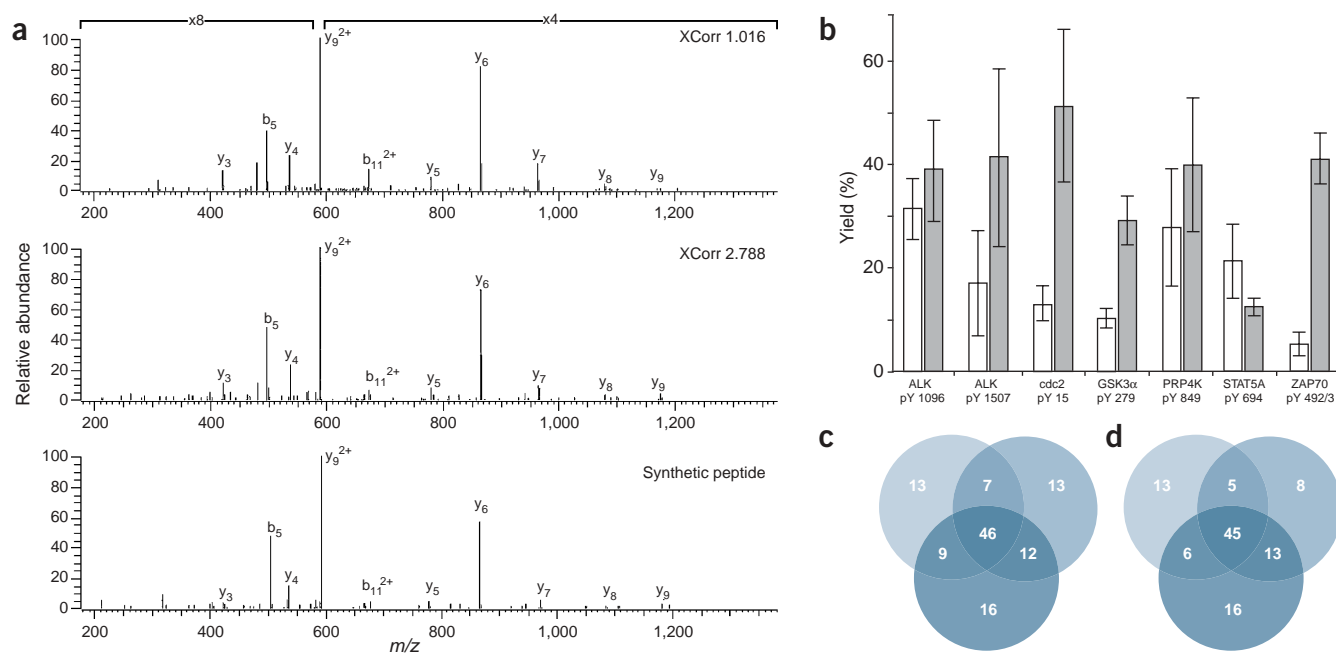 a
x8
x4
XCorr 1.016
100
80
60
40
20
0
y3
b5
y4
y9 2+
b11 2+
y5
y6
y7
y8
y9
200 400 600 800 1,000 1,200
Relative abundance
XCorr 2.788
100
80
60
40
20
0
y3
b5
y4
y9 2+
b11 2+
y5
y6
y7
y8
y9
200 400 600 800 1,000 1,200
Synthetic peptide
100
80
60
40
20
0
y3
b5
y4
y9 2+
b11 2+
y5
y6
y7
y8
y9
200 400 600 800 1,000 1,200
m/z
b
Yield (%)
60
40
20
0
ALK pY 1096
ALK pY 1507
cdc2 pY 15
GSK3α pY 279
PRP4K pY 849
STAT5A pY 694
ZAP70 pY 492/3
c
13 7 13
46
9 12
16
d
13 5 8
45
6 13
16